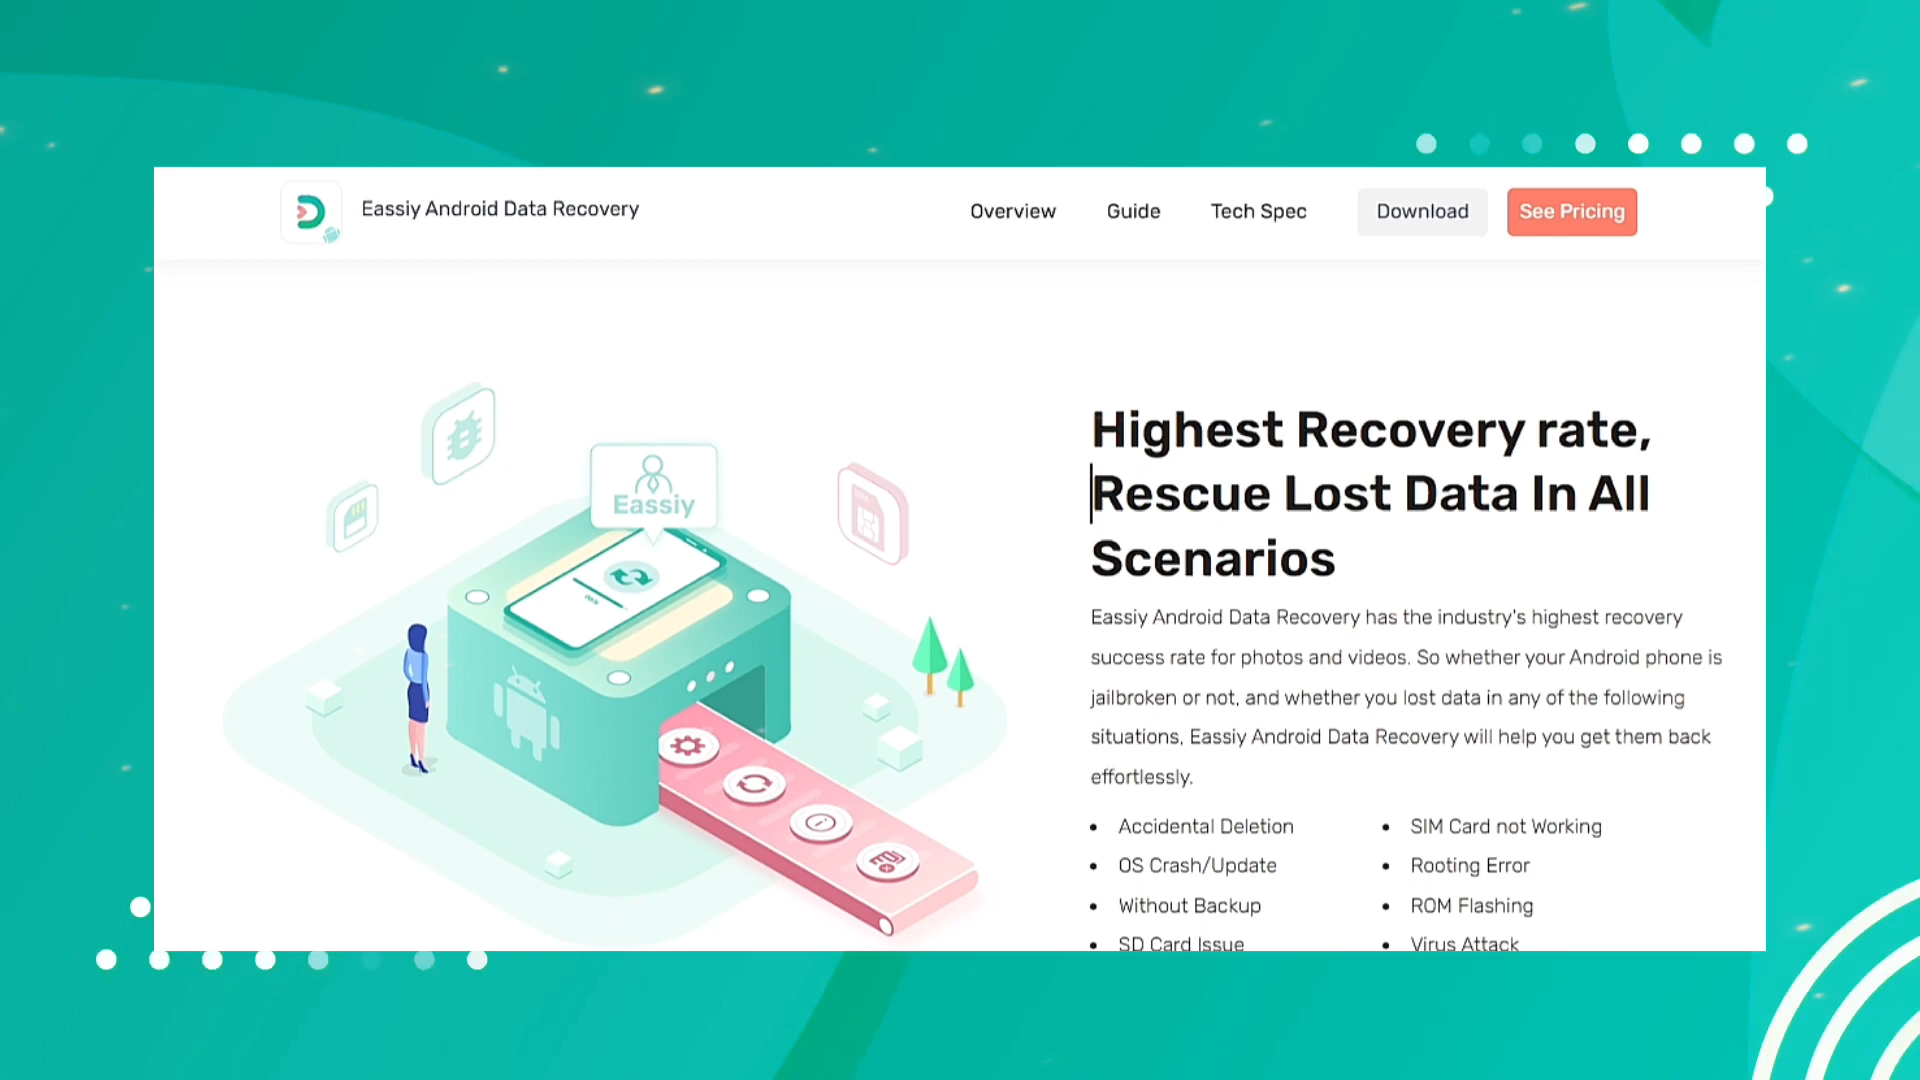 Eassiy Android Data Recovery
Overview
Guide
Tech Spec
Download
See Pricing
Eassiy
Highest Recovery rate,
Rescue Lost Data In All
Scenarios
Eassiy Android Data Recovery has the industry's highest recovery
success rate for photos and videos. So whether your Android phone is
jailbroken or not, and whether you lost data in any of the following
situations, Eassiy Android Data Recovery will help you get them back
effortlessly.
• Accidental Deletion
• SIM Card not Working
• OS Crash/Update
• Rooting Error
• Without Backup
• ROM Flashing
• SD Card Issue
• Virus Attack